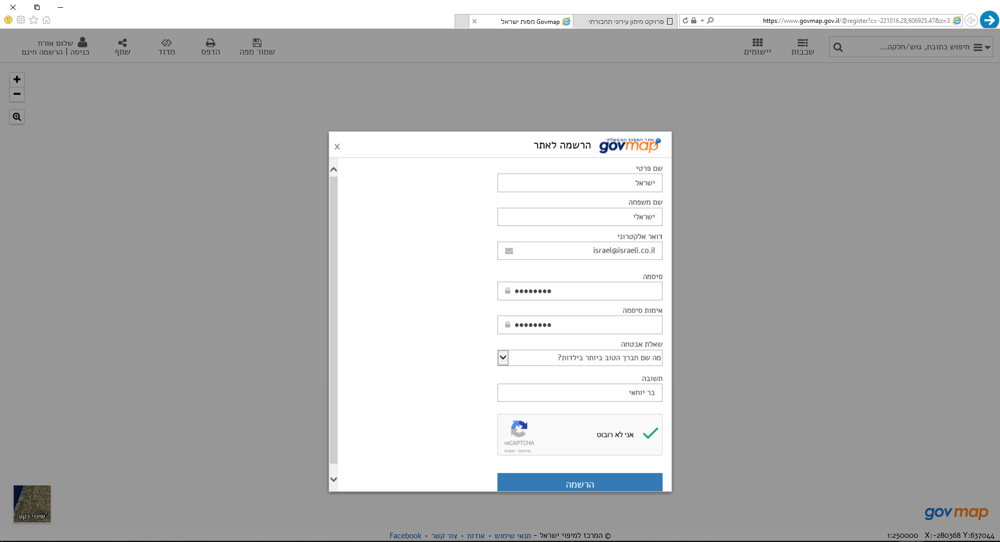 https://www.govmap.gov.il/@register?c=-221016.28,606925.47&z=3
פרויקט מימון עירוני תחבורתי
Govmap מפות ישראל
חיפוש כתובת, גוש/חלקה...
שכבות
יישומים
שמור מפה
הדפס
מדוד
שתף
שלום אורח
כניסה | הרשמה חינם
אתר המפות הממשלתי
govmap
הרשמה לאתר
x
שם פרטי
ישראל
שם משפחה
ישראלי
דואר אלקטרוני
israel@israeli.co.il
סיסמה
••••••••
אימות סיסמה
••••••••
שאלת אבטחה
מה שם חברך הטוב ביותר בילדות?
תשובה
בר יוחאי
אני לא רובוט
reCAPTCHA
פרטיות - תנאים
הרשמה
שינוי רקע
govmap
© המרכז למיפוי ישראל - תנאי שימוש • אודות • צור קשר • Facebook
1:250000 X:-280368 Y:637044